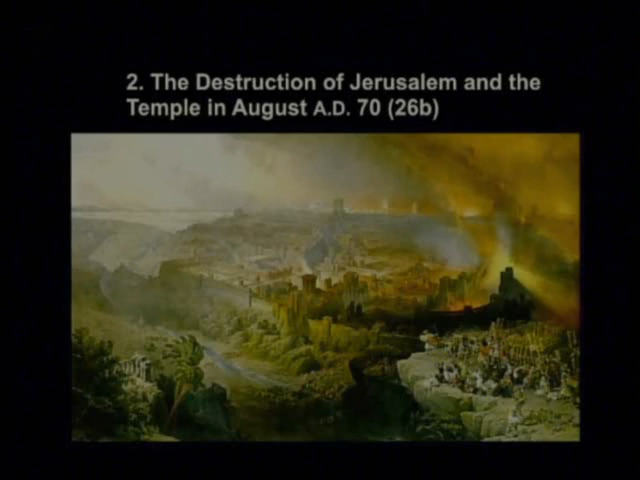 2. The Destruction of Jerusalem and the
Temple in August A.D. 70 (26b)